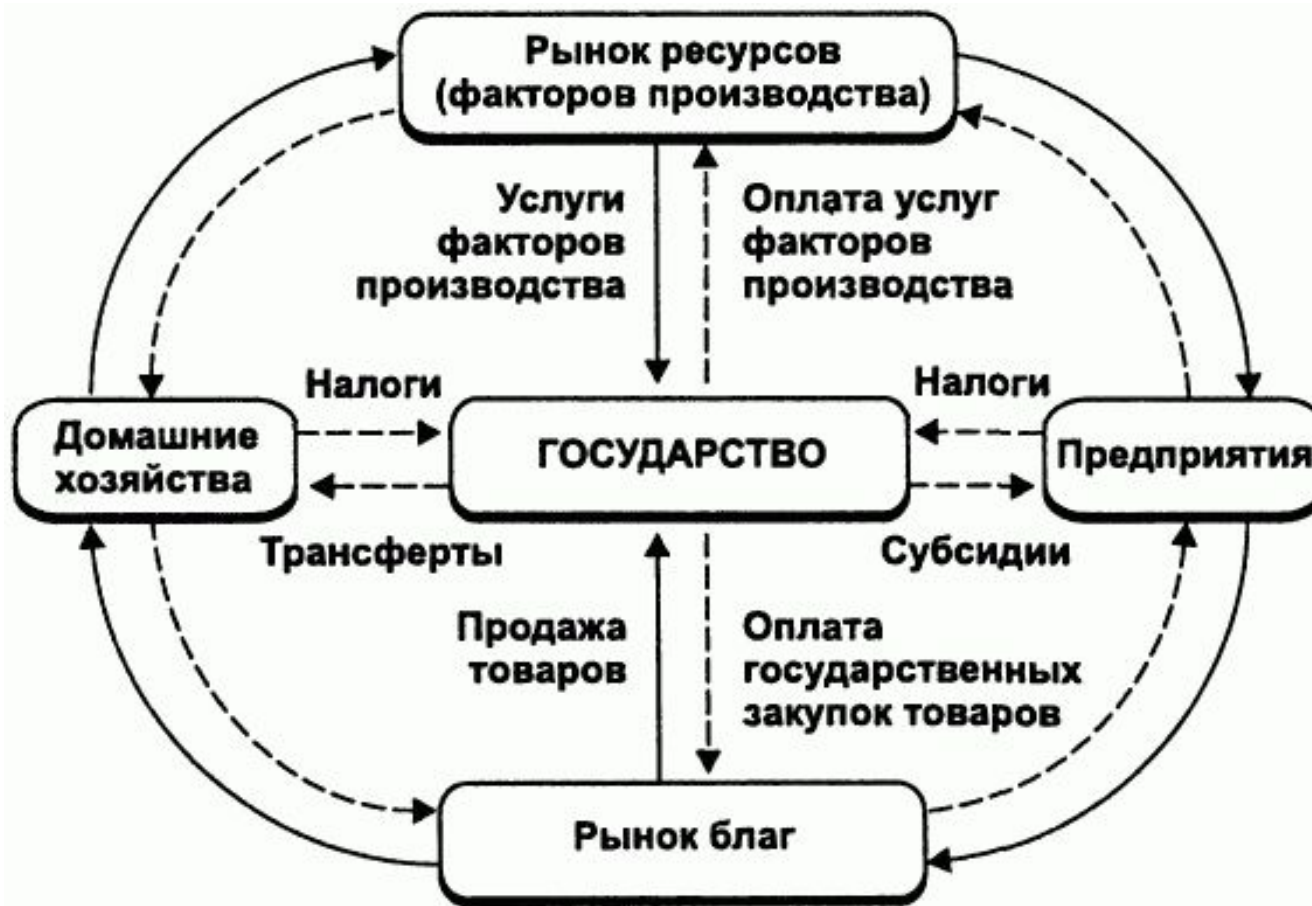 Рынок ресурсов
(факторов производства)
Услуги
факторов
производства
Оплата услуг
факторов
производства
Налоги
Налоги
Домашние
хозяйства
ГОСУДАРСТВО
Предприятия
Трансферты
Субсидии
Продажа
товаров
Оплата
государственных
закупок товаров
Рынок благ